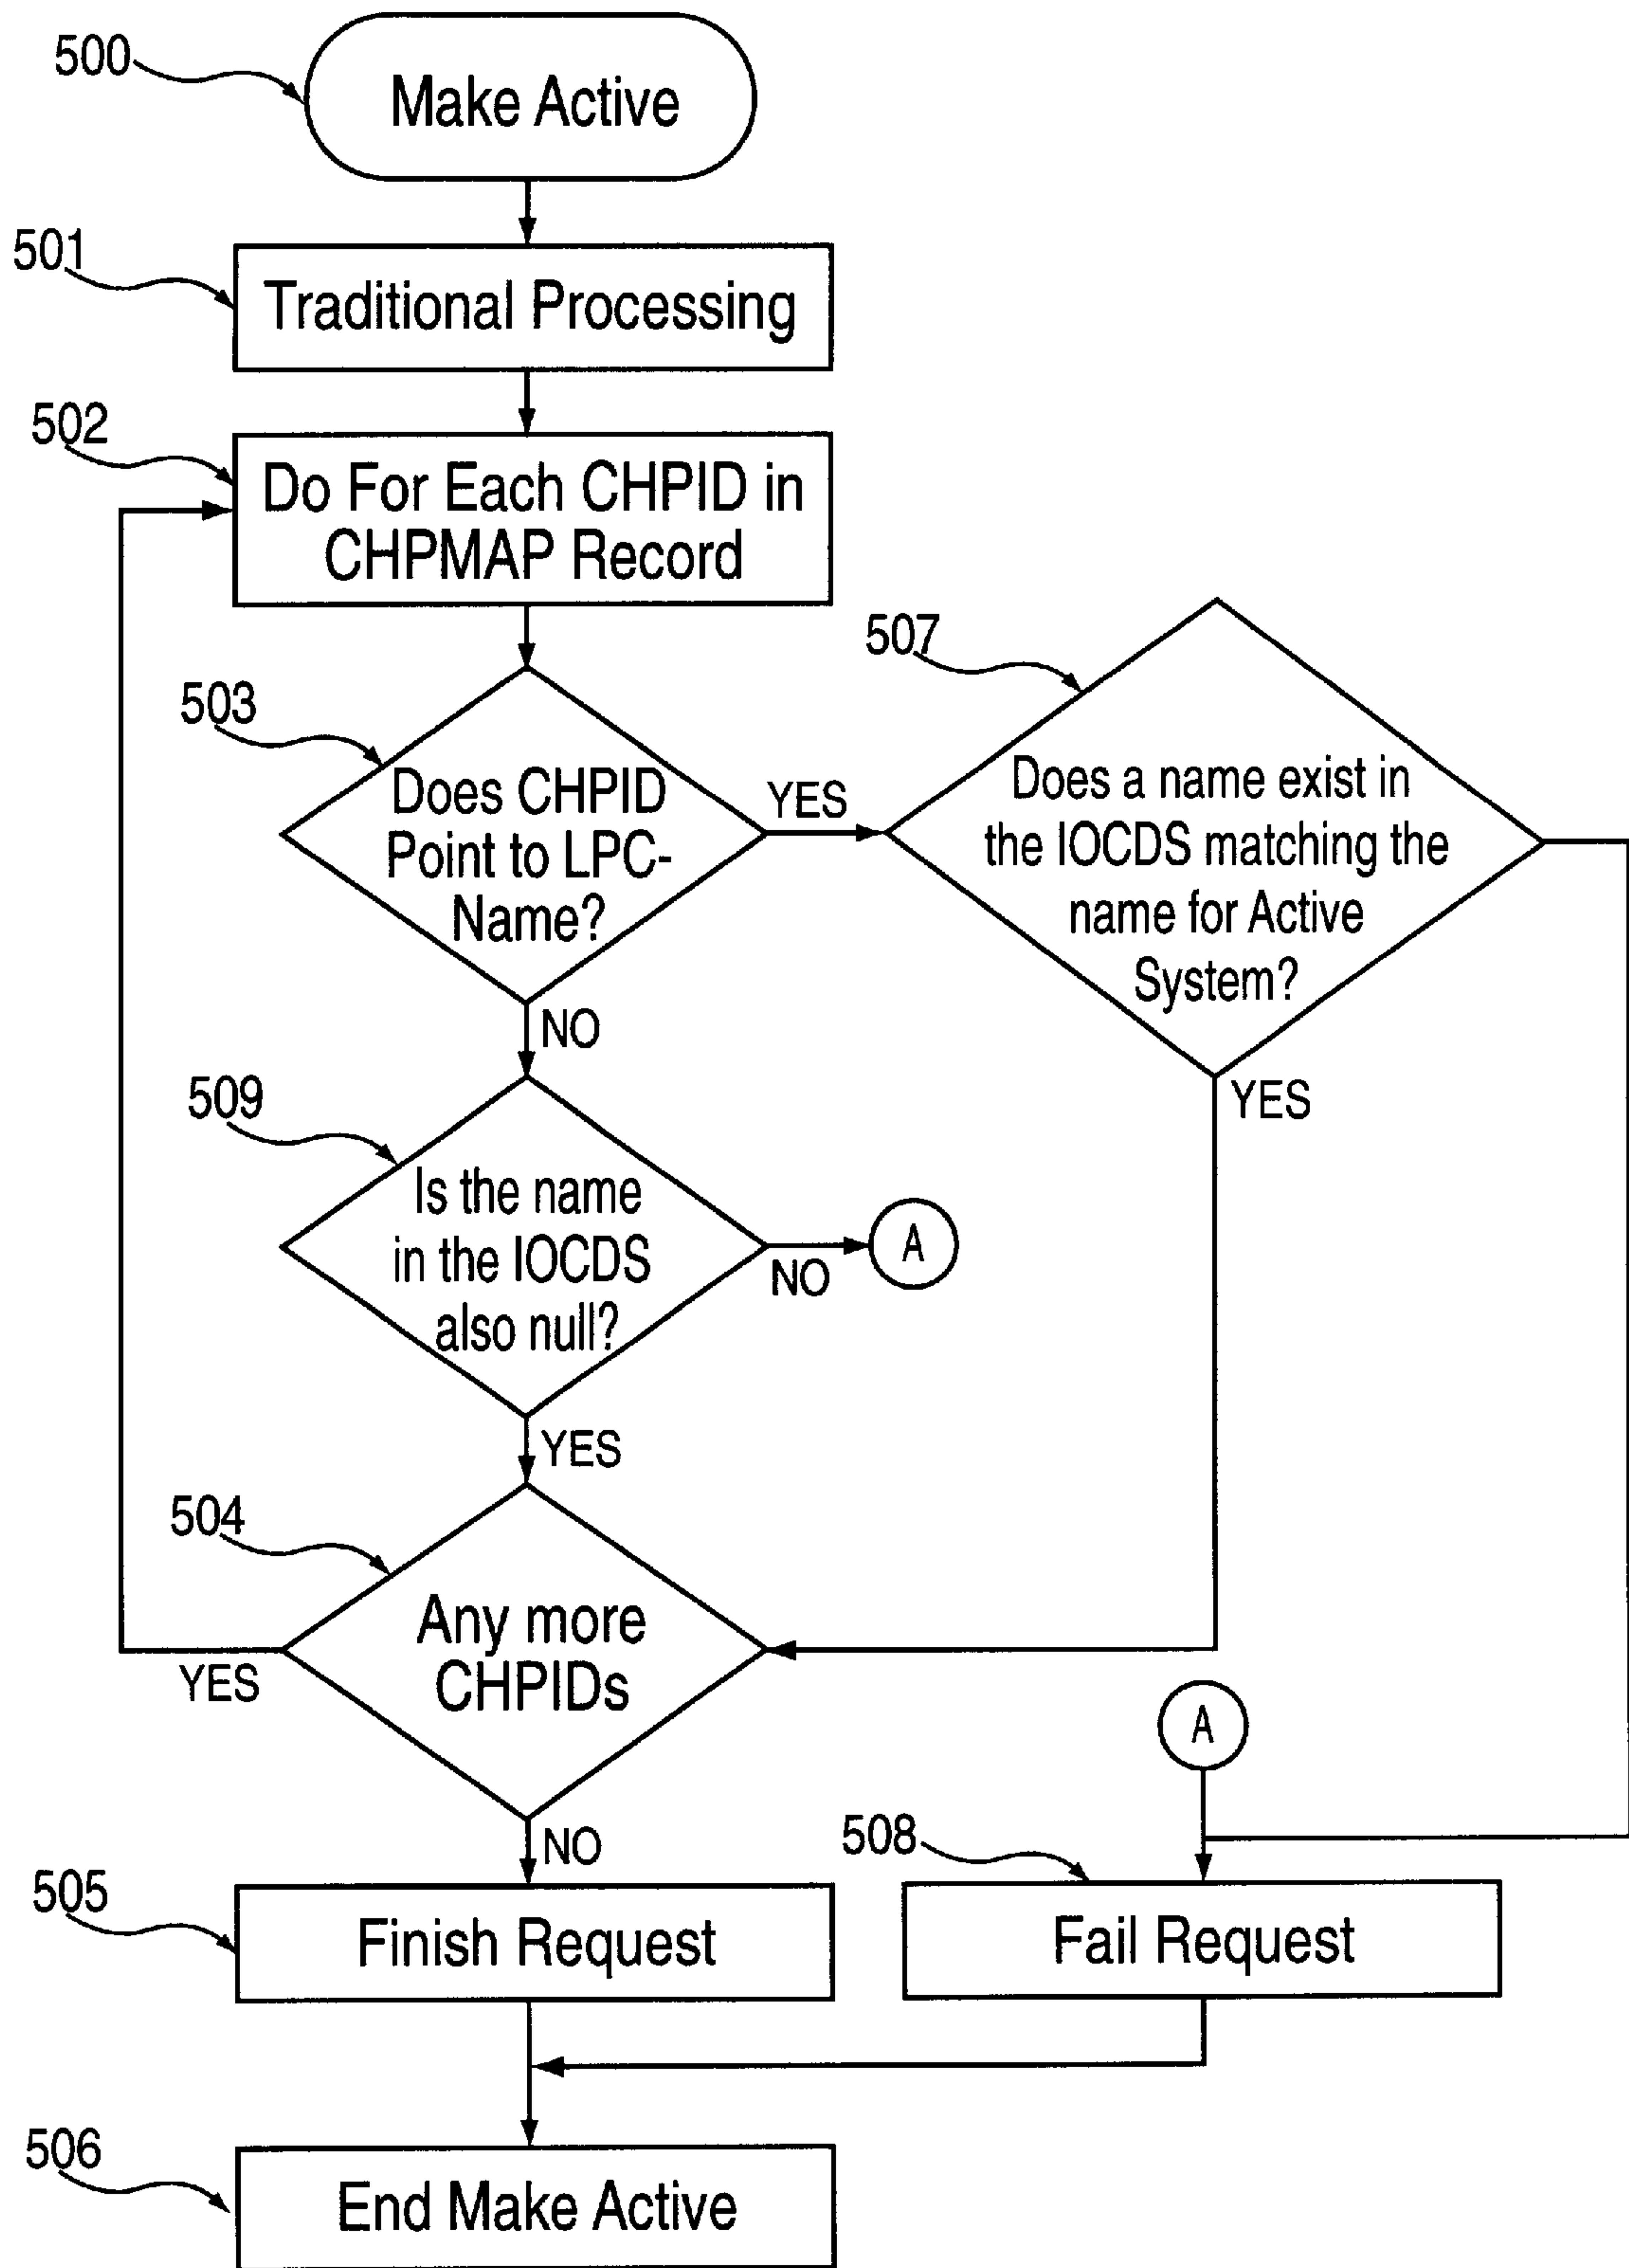 500
Make Active
501
Traditional Processing
502
Do For Each CHPID in
CHPMAP Record
507
503
Does CHPID
Point to LPC-
Name?
YES
Does a name exist in
the IOCDS matching the
name for Active
System?
NO
YES
509
Is the name
in the IOCDS
also null?
NO
A
YES
504
Any more
CHPIDs
YES
A
NO
508
505
Finish Request
Fail Request
506
End Make Active